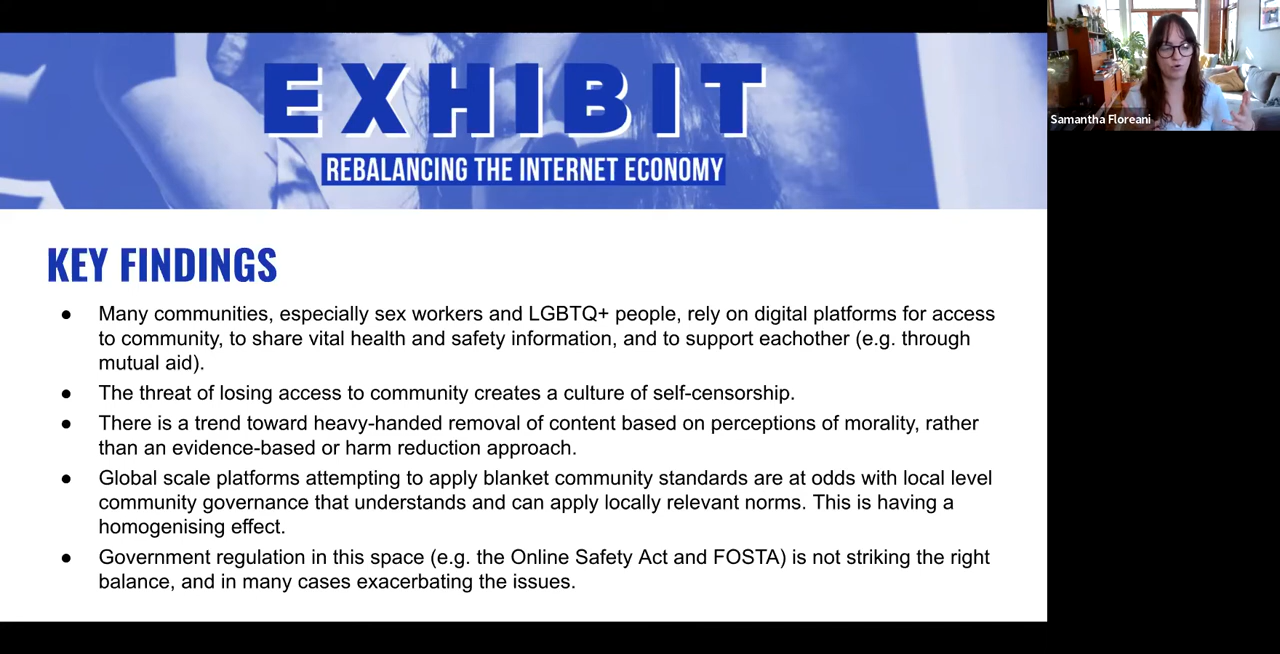 EXHIBIT
REBALANCING THE INTERNET ECONOMY
Samantha Floreani
KEY FINDINGS
● Many communities, especially sex workers and LGBTQ+ people, rely on digital platforms for access
to community, to share vital health and safety information, and to support eachother (e.g. through
mutual aid).
● The threat of losing access to community creates a culture of self-censorship.
● There is a trend toward heavy-handed removal of content based on perceptions of morality, rather
than an evidence-based or harm reduction approach.
● Global scale platforms attempting to apply blanket community standards are at odds with local level
community governance that understands and can apply locally relevant norms. This is having a
homogenising effect.
● Government regulation in this space (e.g. the Online Safety Act and FOSTA) is not striking the right
balance, and in many cases exacerbating the issues.